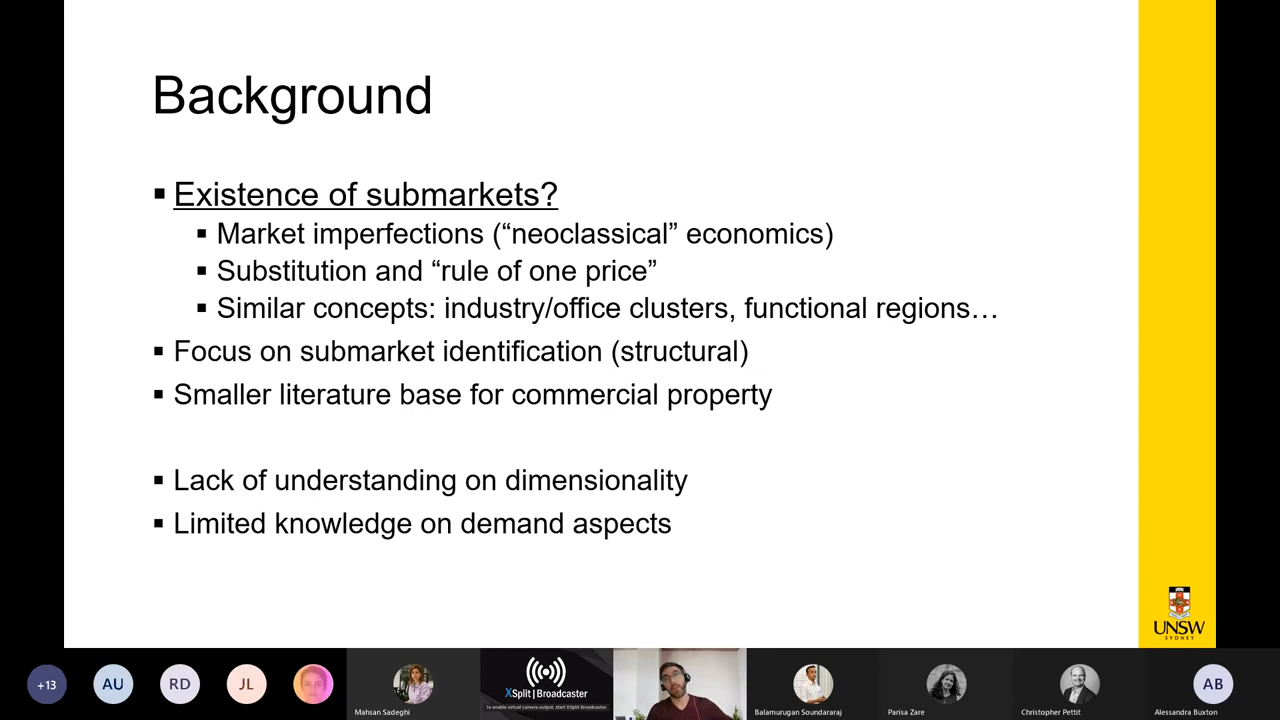 Background
Existence of submarkets?
Market imperfections (“neoclassical” economics)
Substitution and “rule of one price”
Similar concepts: industry/office clusters, functional regions…
Focus on submarket identification (structural)
Smaller literature base for commercial property
Lack of understanding on dimensionality
Limited knowledge on demand aspects
UNSW
SYDNEY
+13
AU
RD
JL
Mahsan Sadeghi
XSplit|Broadcaster
To enable virtual camera output, start XSplit Broadcaster
Balamurugan Soundararaj
Parisa Zare
Christopher Pettit
AB
Alessandra Buxton